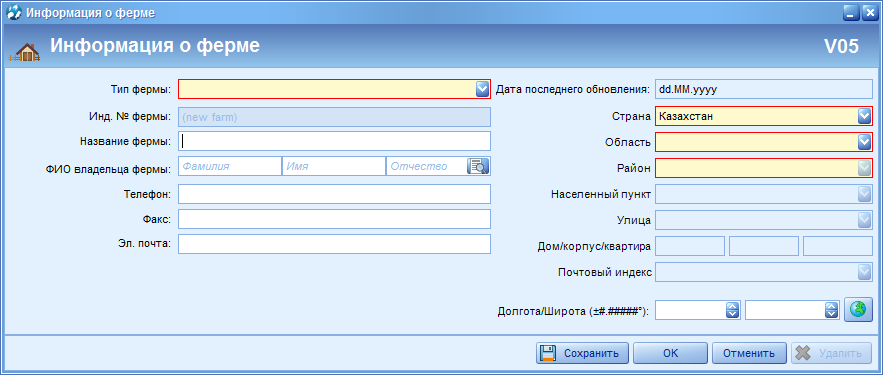 Информация о ферме
Информация о ферме V05
Тип фермы: Дата последнего обновления: dd.MM.yyyy
Инд. № фермы: (new farm) Страна Казахстан
Название фермы: Область
ФИО владельца фермы: Фамилия Имя Отчество Район
Телефон: Населенный пункт
Факс: Улица
Эл. почта: Дом/корпус/квартира
Почтовый индекс
Долгота/Широта (±#.#####°):
Сохранить OK Отменить Удалить